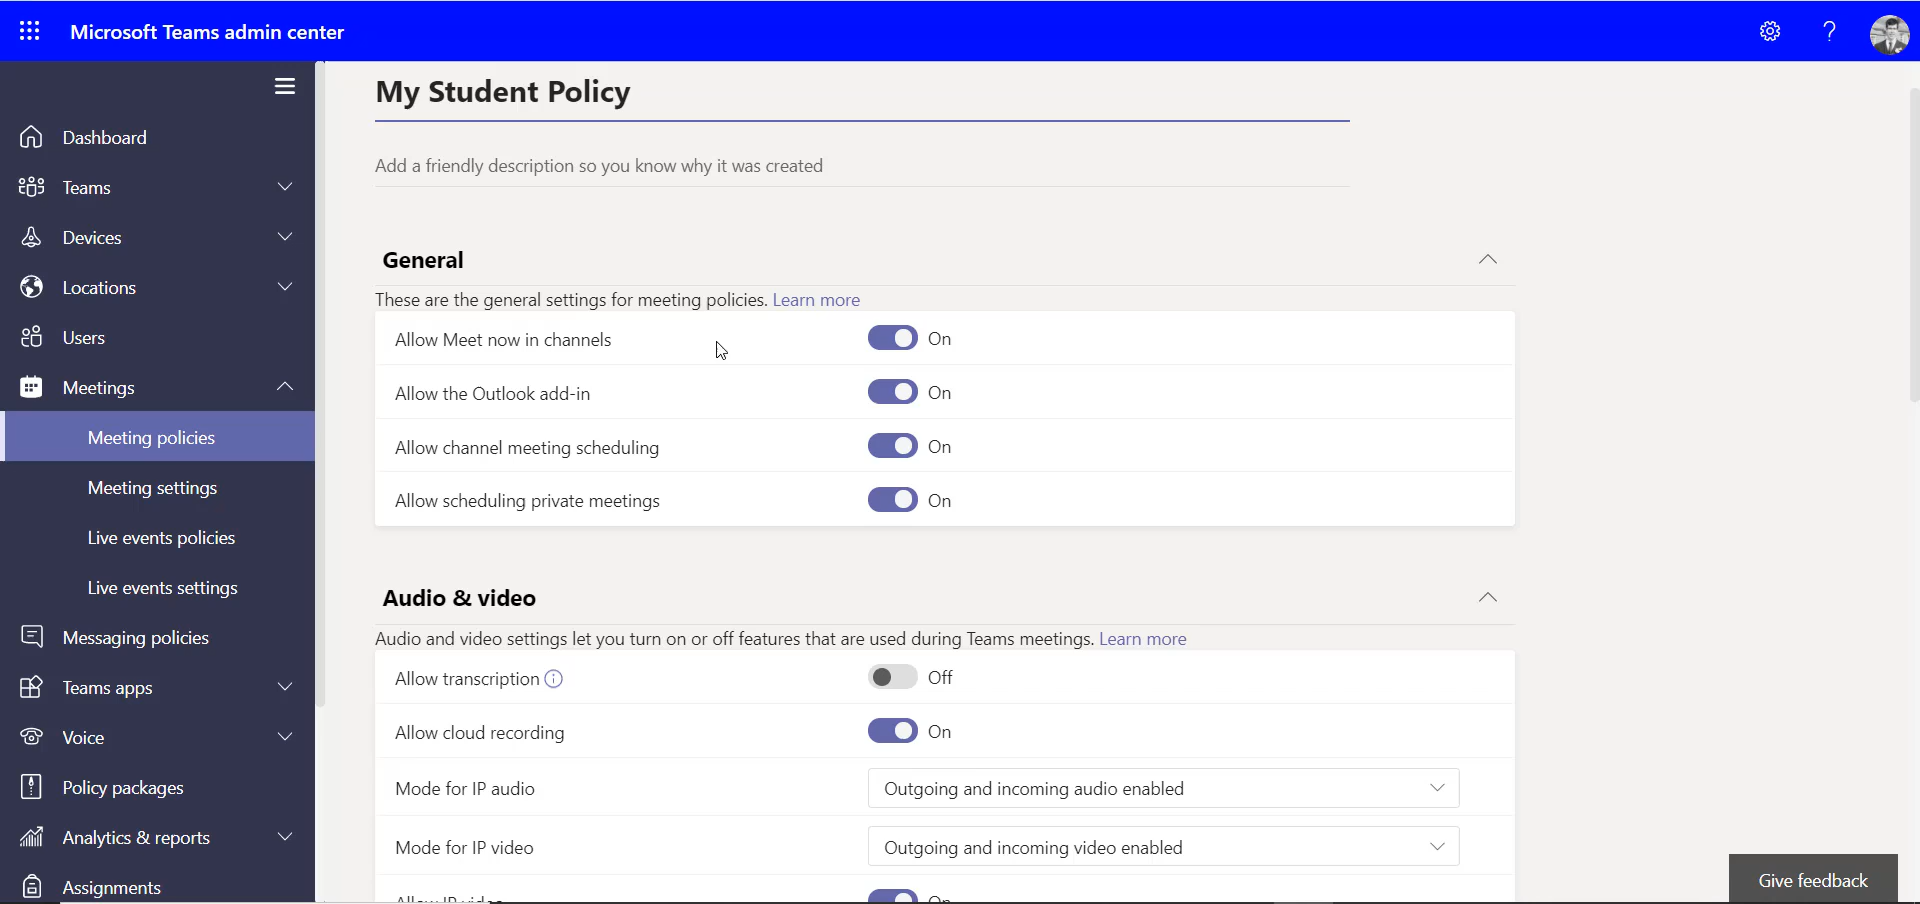 Microsoft Teams admin center
?
Dashboard
Teams
Devices
Locations
Users
Meetings
Meeting policies
Meeting settings
Live events policies
Live events settings
Messaging policies
Teams apps
Voice
Policy packages
Analytics & reports
Assignments
My Student Policy
Add a friendly description so you know why it was created
General
These are the general settings for meeting policies. Learn more
Allow Meet now in channels On
Allow the Outlook add-in On
Allow channel meeting scheduling On
Allow scheduling private meetings On
Audio & video
Audio and video settings let you turn on or off features that are used during Teams meetings. Learn more
Allow transcription Off
Allow cloud recording On
Mode for IP audio Outgoing and incoming audio enabled
Mode for IP video Outgoing and incoming video enabled
Allow IP video On
Give feedback